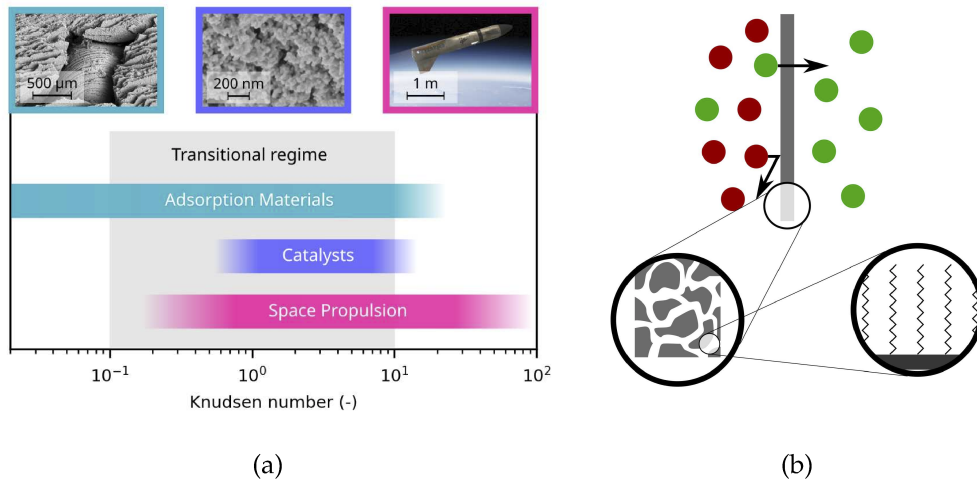 500 μm
200 nm
1 m
Transitional regime
Adsorption Materials
Catalysts
Space Propulsion
10⁻¹
10⁰
10¹
10²
Knudsen number (-)
(a)
(b)